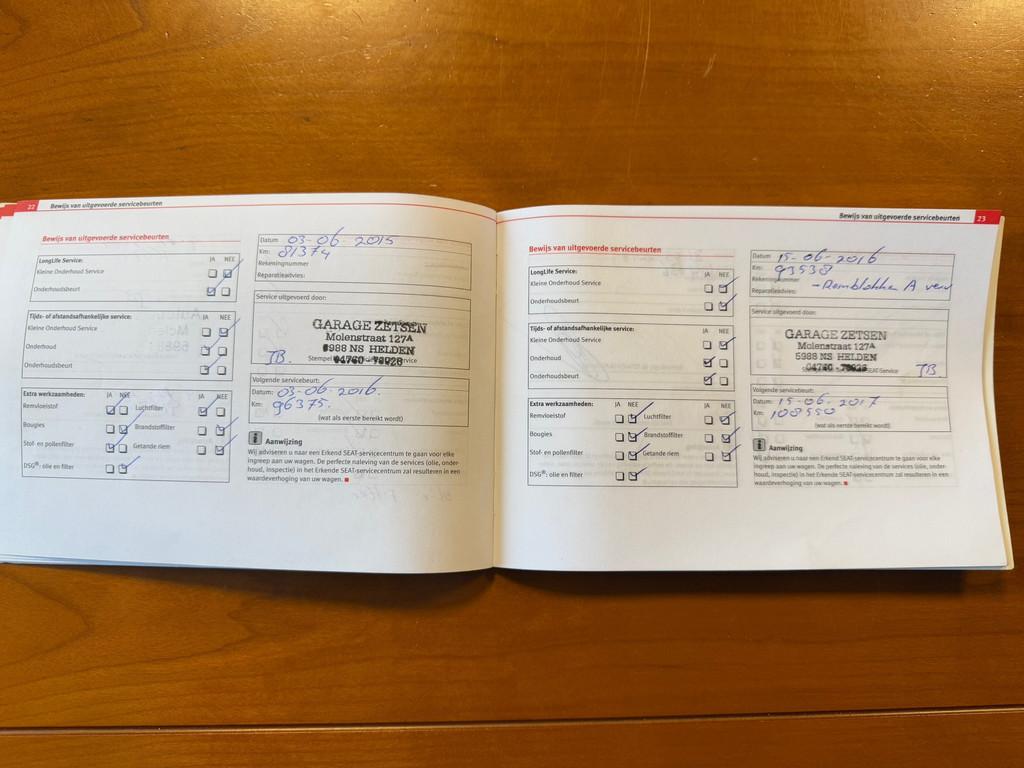 22 Bewijs van uitgevoerde servicebeurten
Bewijs van uitgevoerde servicebeurten
LongLife Service: JA NEE
Kleine Onderhoud Service
Onderhoudsbeurt
Tijds- of afstandsafhankelijke service: JA NEE
Kleine Onderhoud Service
Onderhoud
Onderhoudsbeurt
Extra werkzaamheden: JA NEE JA NEE
Remvloeistof Luchtfilter
Bougies Brandstoffilter
Stof- en pollenfilter Getande riem
DSG®: olie en filter
Datum 03-06-2015
Km: 81374
Rekeningnummer
Reparatieadvies:
Service uitgevoerd door:
GARAGE ZETSEN
Molenstraat 127A
5988 NS HELDEN
TB.
Volgende servicebeurt:
Datum: 03-06-2016.
Km: 96375.
(wat als eerste bereikt wordt)
Aanwijzing
Wij adviseren u naar een Erkend SEAT-servicecentrum te gaan voor elke
ingreep aan uw wagen. De perfecte naleving van de services (olie, onder-
houd, inspectie) in het Erkende SEAT-servicecentrum zal resulteren in een
waardeverhoging van uw wagen.
Bewijs van uitgevoerde servicebeurten 23
Bewijs van uitgevoerde servicebeurten
LongLife Service: JA NEE
Kleine Onderhoud Service
Onderhoudsbeurt
Tijds- of afstandsafhankelijke service: JA NEE
Kleine Onderhoud Service
Onderhoud
Onderhoudsbeurt
Extra werkzaamheden: JA NEE JA NEE
Remvloeistof Luchtfilter
Bougies Brandstoffilter
Stof- en pollenfilter Getande riem
DSG®: olie en filter
Datum 15-06-2016
Km: 93538
Rekeningnummer
Reparatieadvies: - Remblokken A verv
Service uitgevoerd door:
GARAGE ZETSEN
Molenstraat 127A
5988 NS HELDEN
TB.
Volgende servicebeurt:
Datum: 15-06-2017
Km: 108550
(wat als eerste bereikt wordt)
Aanwijzing
Wij adviseren u naar een Erkend SEAT-servicecentrum te gaan voor elke
ingreep aan uw wagen. De perfecte naleving van de services (olie, onder-
houd, inspectie) in het Erkende SEAT-servicecentrum zal resulteren in een
waardeverhoging van uw wagen.